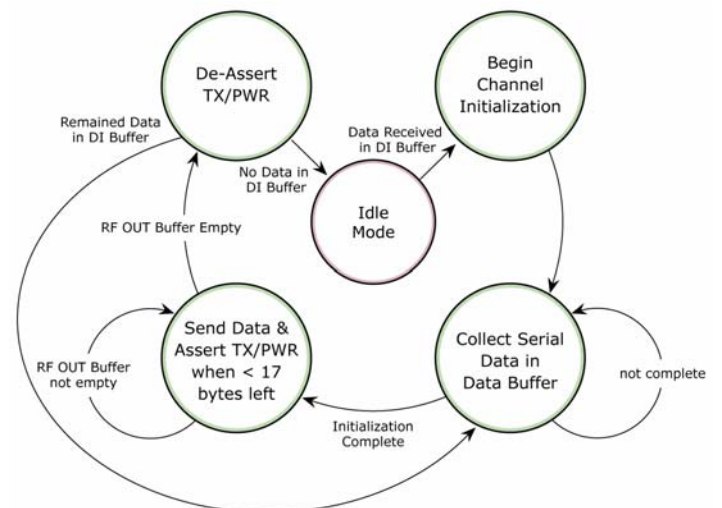 De-Assert
TX/PWR
Begin
Channel
Initialization
Remained Data
in DI Buffer
Data Received
in DI Buffer
No Data in
DI Buffer
Idle
Mode
RF OUT Buffer Empty
Send Data &
Assert TX/PWR
when < 17
bytes left
Collect Serial
Data in
Data Buffer
RF OUT Buffer
not empty
not complete
Initialization
Complete